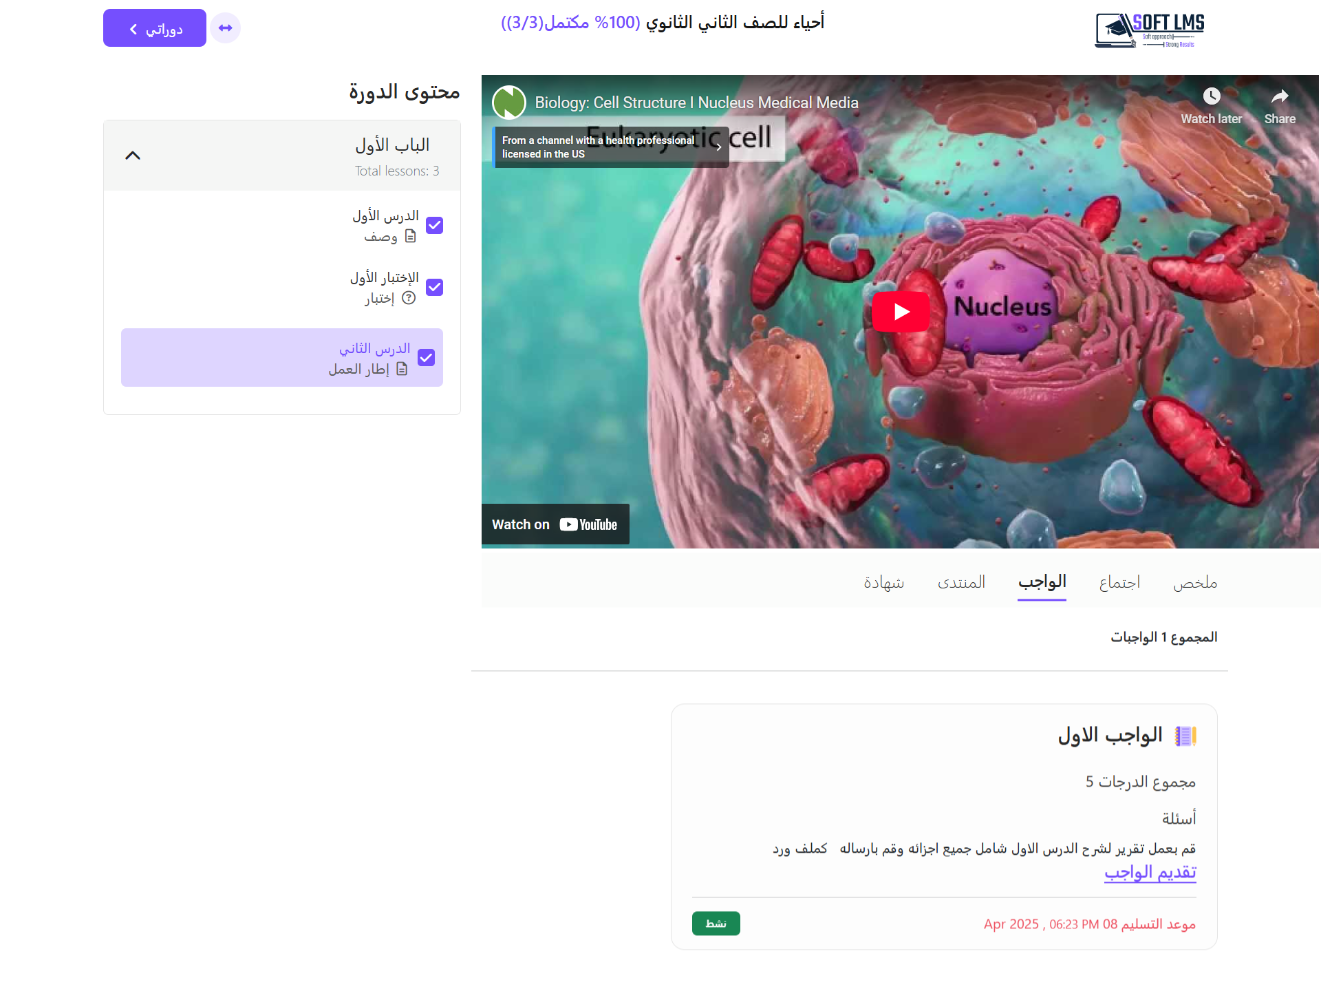 SOFT LMS
Soft approach
Strong Results
أحياء للصف الثاني الثانوي (100% مكتمل(3/3))
دوراتي
Biology: Cell Structure I Nucleus Medical Media
Watch later
Share
Eukaryotic cell
From a channel with a health professional
licensed in the US
Nucleus
Watch on YouTube
محتوى الدورة
الباب الأول
Total lessons: 3
الدرس الأول
وصف
الإختبار الأول
إختبار
الدرس الثاني
إطار العمل
ملخص
اجتماع
الواجب
المنتدى
شهادة
المجموع 1 الواجبات
الواجب الاول
مجموع الدرجات 5
أسئلة
قم بعمل تقرير لشرح الدرس الاول شامل جميع اجزائه وقم بارساله كملف ورد
تقديم الواجب
موعد التسليم 08 Apr 2025 , 06:23 PM
نشط